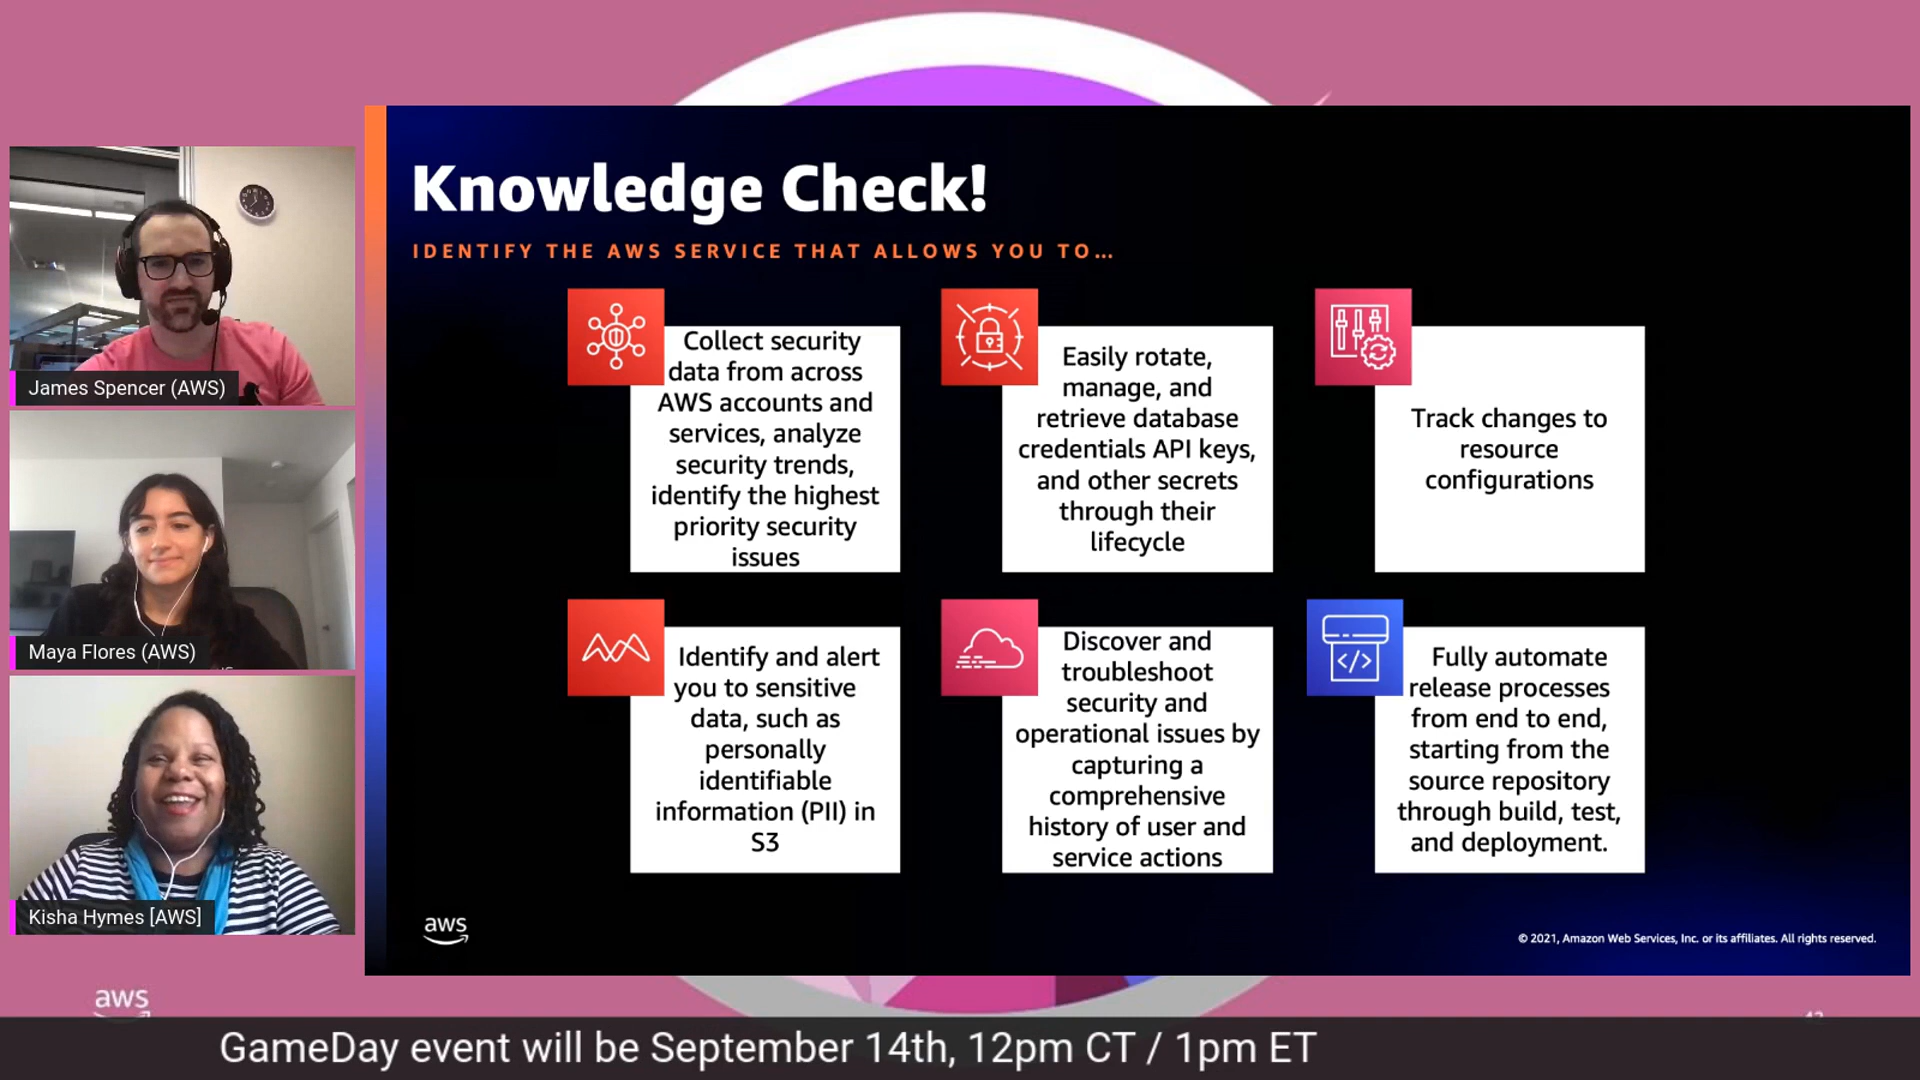 Knowledge Check!
IDENTIFY THE AWS SERVICE THAT ALLOWS YOU TO...
Collect security
data from across
AWS accounts and
services, analyze
security trends,
identify the highest
priority security
issues
Easily rotate,
manage, and
retrieve database
credentials API keys,
and other secrets
through their
lifecycle
Track changes to
resource
configurations
Identify and alert
you to sensitive
data, such as
personally
identifiable
information (PII) in
S3
Discover and
troubleshoot
security and
operational issues by
capturing a
comprehensive
history of user and
service actions
</>
Fully automate
release processes
from end to end,
starting from the
source repository
through build, test,
and deployment.
aws
© 2021, Amazon Web Services, Inc. or its affiliates. All rights reserved.
James Spencer (AWS)
Maya Flores (AWS)
Kisha Hymes [AWS]
aws
GameDay event will be September 14th, 12pm CT / 1pm ET